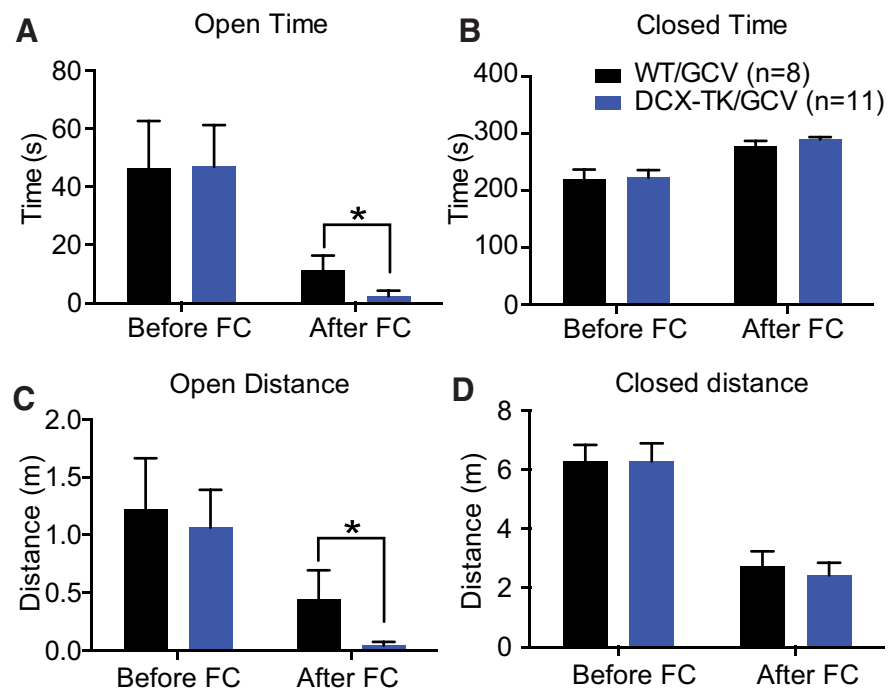 A
Open Time
Time (s)
80
60
40
20
0
*
Before FC
After FC
B
Closed Time
Time (s)
400
300
200
100
0
WT/GCV (n=8)
DCX-TK/GCV (n=11)
Before FC
After FC
C
Open Distance
Distance (m)
2.0
1.5
1.0
0.5
0.0
*
Before FC
After FC
D
Closed distance
Distance (m)
8
6
4
2
0
Before FC
After FC